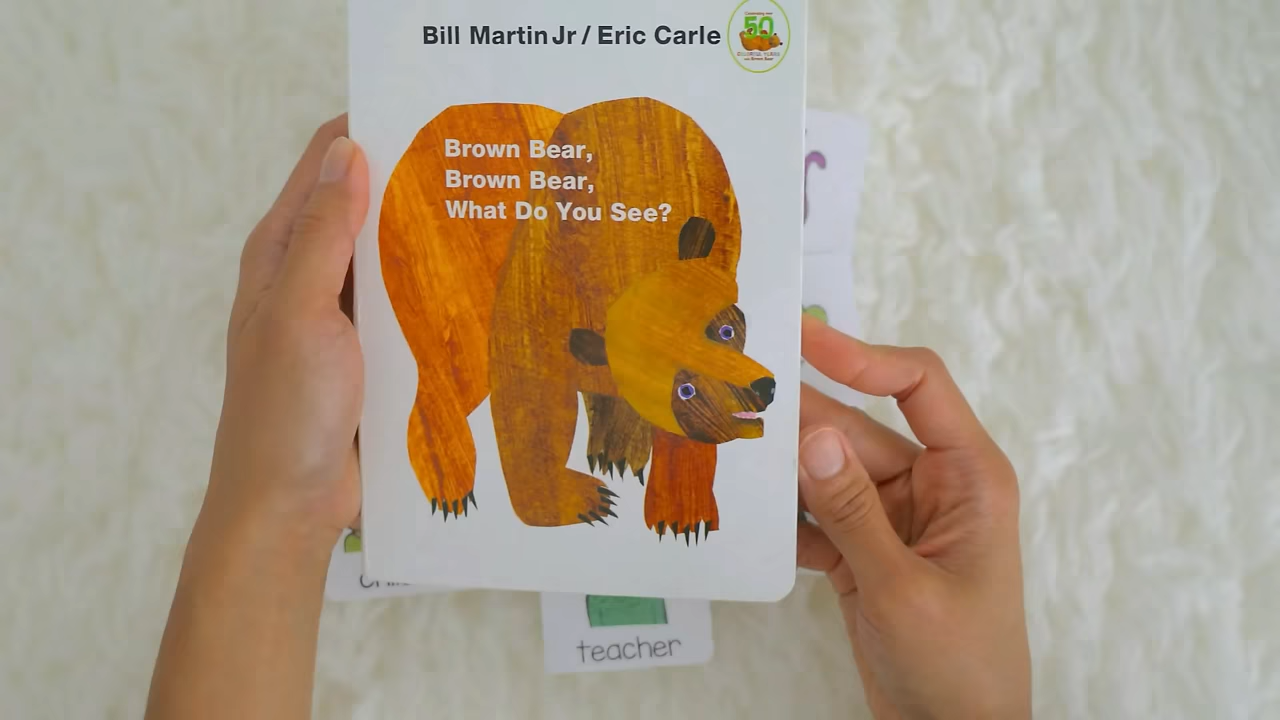 Bill Martin Jr / Eric Carle
50
Brown Bear,
Brown Bear,
What Do You See?
teacher